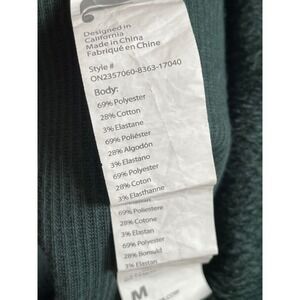 Designed in
California
Made in China
Fabriqué en Chine
Style #
ON2357060-8363-17040
Body:
69% Polyester
28% Cotton
3% Elastane
69% Poliéster
28% Algodón
3% Elastano
69% Polyester
28% Coton
3% Elasthanne
69% Poliestere
28% Cotone
3% Elastan
69% Polyester
28% Bomuld
3% Elastan
M